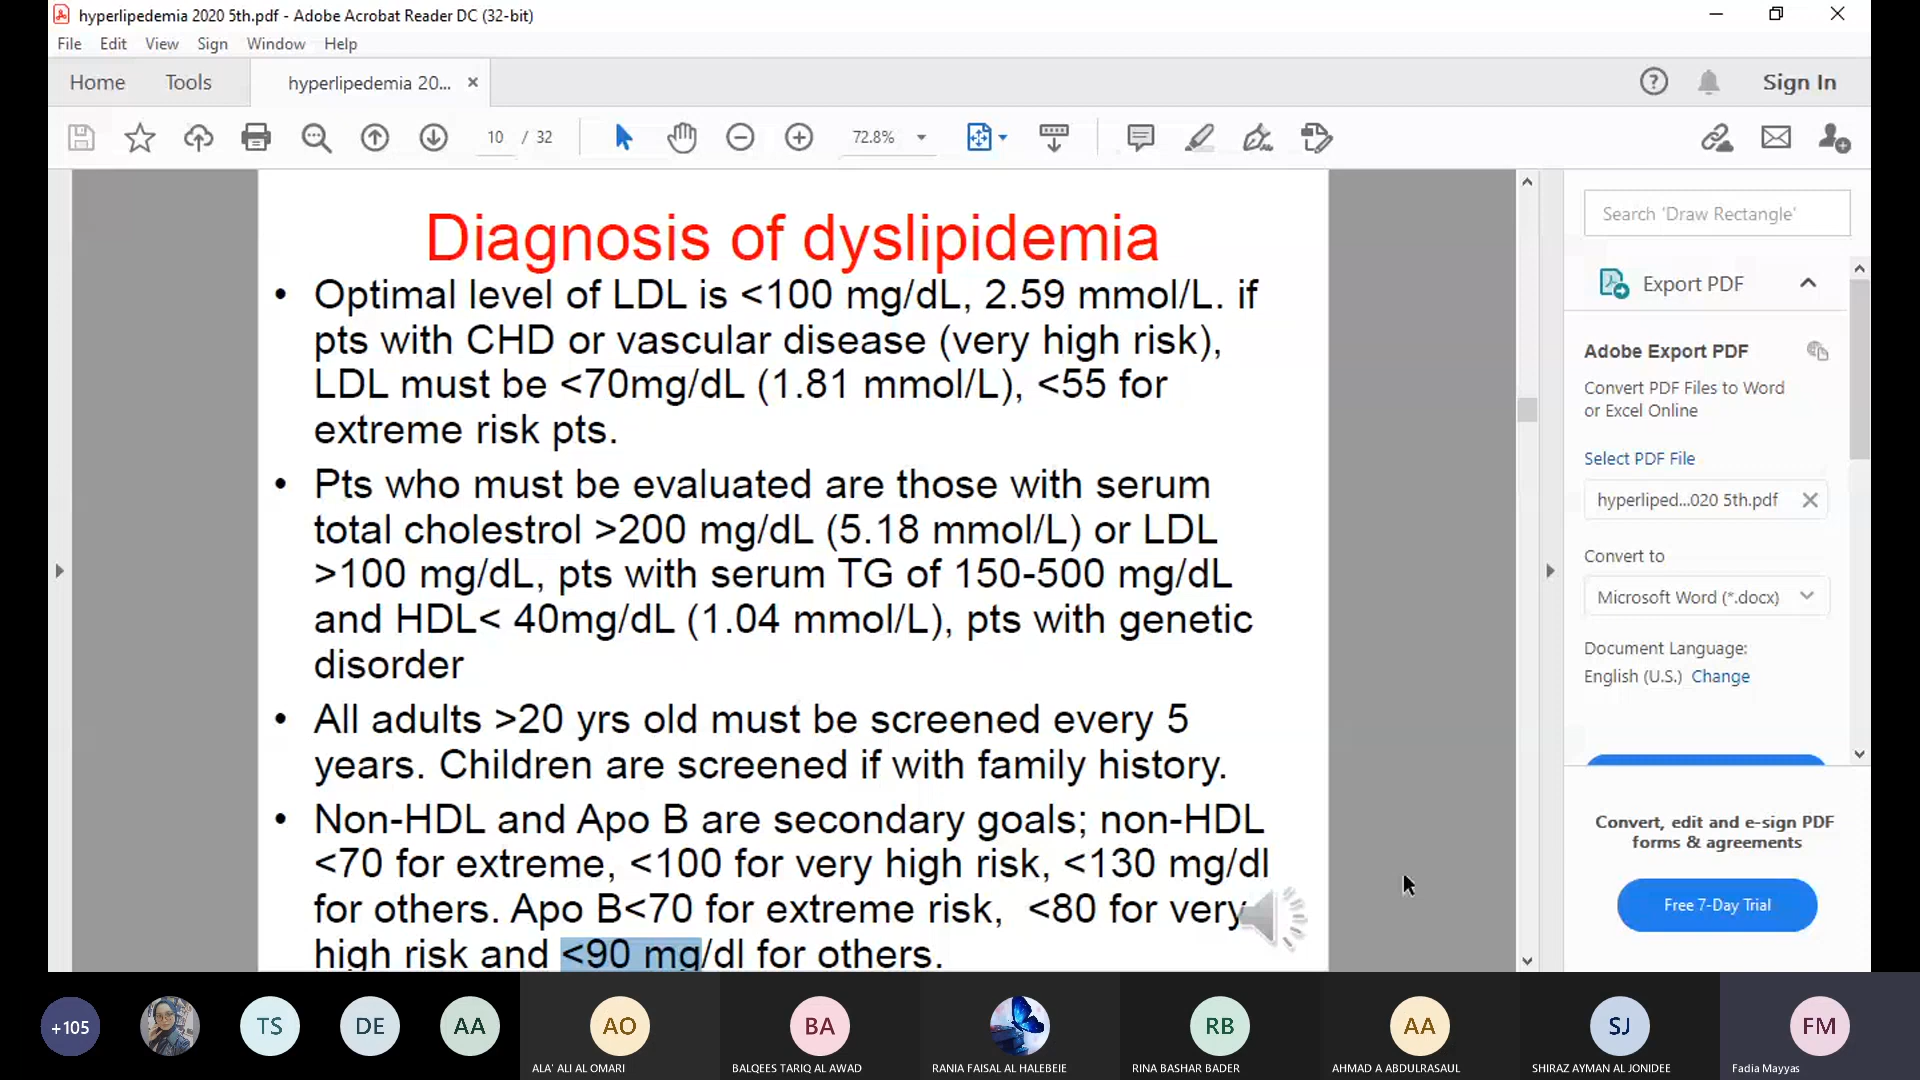 hyperlipedemia 2020 5th.pdf - Adobe Acrobat Reader DC (32-bit)
File Edit View Sign Window Help
Home Tools hyperlipedemia 20... Sign In
10 / 32 72.8%
Diagnosis of dyslipidemia
• Optimal level of LDL is <100 mg/dL, 2.59 mmol/L. if
pts with CHD or vascular disease (very high risk),
LDL must be <70mg/dL (1.81 mmol/L), <55 for
extreme risk pts.
• Pts who must be evaluated are those with serum
total cholestrol >200 mg/dL (5.18 mmol/L) or LDL
>100 mg/dL, pts with serum TG of 150-500 mg/dL
and HDL< 40mg/dL (1.04 mmol/L), pts with genetic
disorder
• All adults >20 yrs old must be screened every 5
years. Children are screened if with family history.
• Non-HDL and Apo B are secondary goals; non-HDL
<70 for extreme, <100 for very high risk, <130 mg/dl
for others. Apo B<70 for extreme risk, <80 for very
high risk and <90 mg/dl for others.
Search 'Draw Rectangle'
Export PDF
Adobe Export PDF
Convert PDF Files to Word
or Excel Online
Select PDF File
hyperliped...020 5th.pdf
Convert to
Microsoft Word (*.docx)
Document Language:
English (U.S.) Change
Convert, edit and e-sign PDF
forms & agreements
Free 7-Day Trial
+105 TS DE AA AO BA RB AA SJ FM
ALA' ALI AL OMARI BALQEES TARIQ AL AWAD RANIA FAISAL AL HALEBEIE RINA BASHAR BADER AHMAD A ABDULRASAUL SHIRAZ AYMAN AL JONIDEE Fadia Mayyas